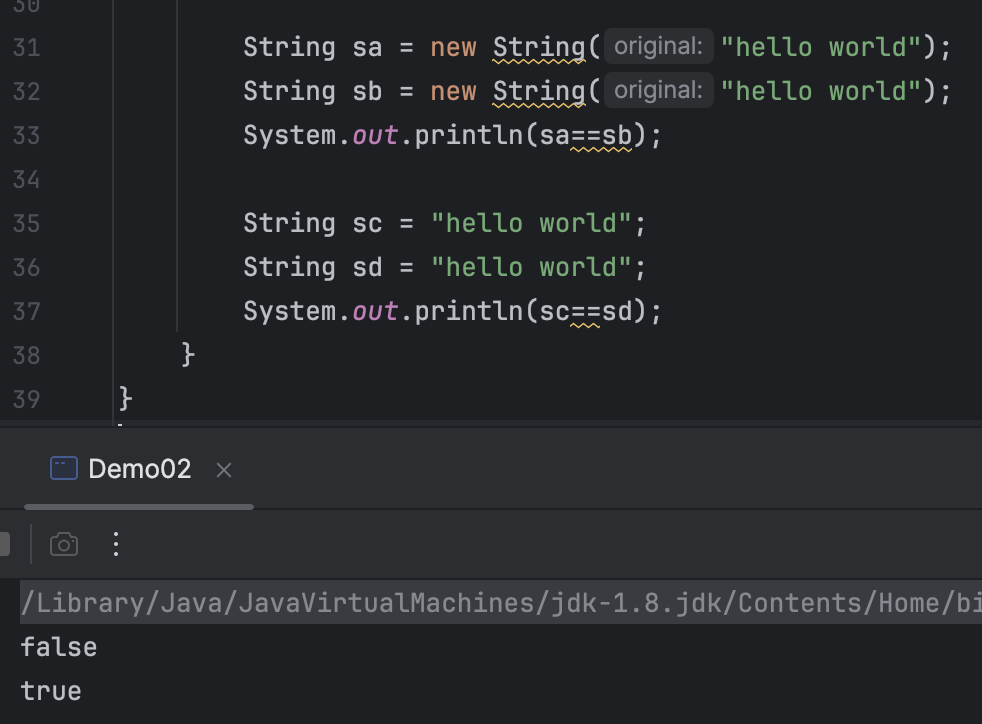 30
31 String sa = new String( original: "hello world");
32 String sb = new String( original: "hello world");
33 System.out.println(sa==sb);
34
35 String sc = "hello world";
36 String sd = "hello world";
37 System.out.println(sc==sd);
38 }
39 }
Demo02 ×
/Library/Java/JavaVirtualMachines/jdk-1.8.jdk/Contents/Home/bi
false
true